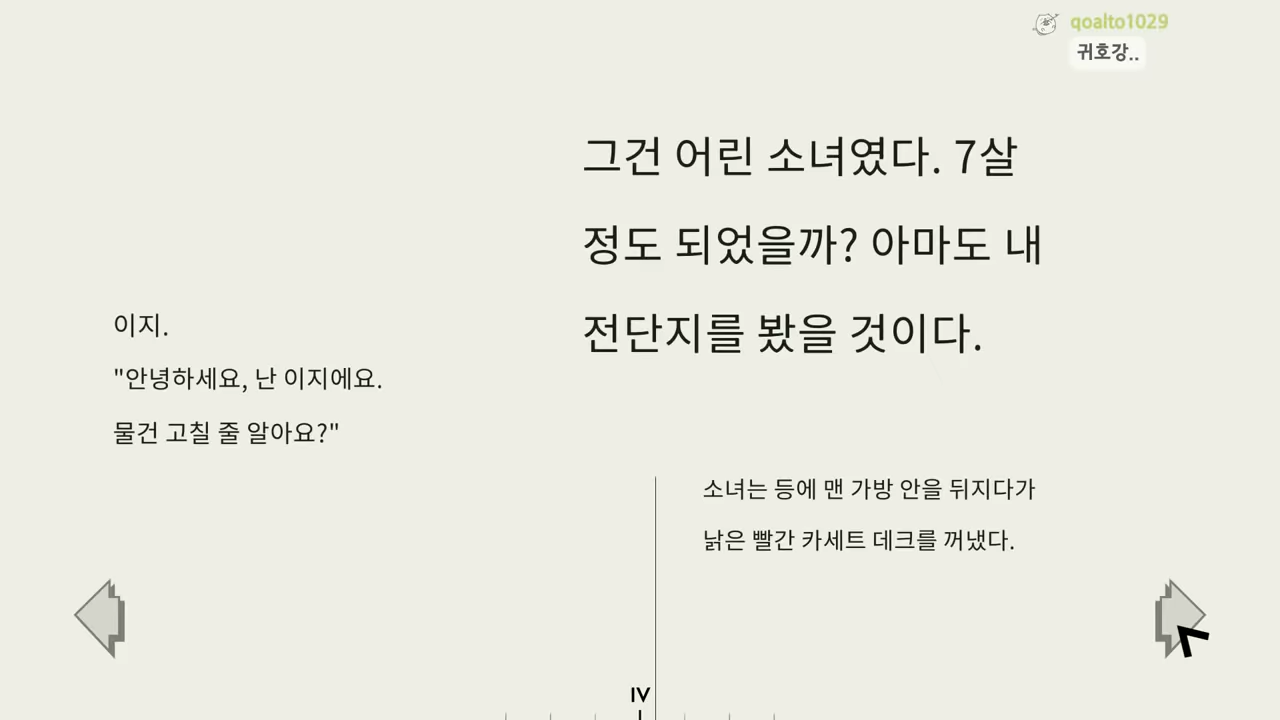 qoalto1029
귀호강..
그건 어린 소녀였다. 7살
정도 되었을까? 아마도 내
전단지를 봤을 것이다.
이지.
"안녕하세요, 난 이지에요.
물건 고칠 줄 알아요?"
소녀는 등에 맨 가방 안을 뒤지다가
낡은 빨간 카세트 데크를 꺼냈다.
IV